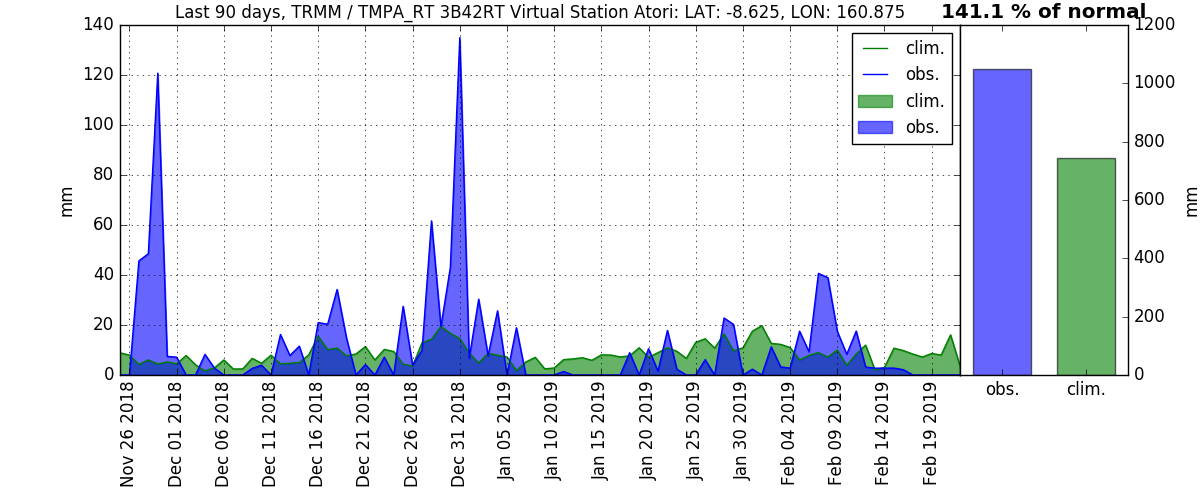 Last 90 days, TRMM / TMPA_RT 3B42RT Virtual Station Atori: LAT: -8.625, LON: 160.875
141.1 % of normal
140
120
100
80
60
40
20
0
mm
clim.
obs.
clim.
obs.
1200
1000
800
600
400
200
0
mm
Nov 26 2018
Dec 01 2018
Dec 06 2018
Dec 11 2018
Dec 16 2018
Dec 21 2018
Dec 26 2018
Dec 31 2018
Jan 05 2019
Jan 10 2019
Jan 15 2019
Jan 20 2019
Jan 25 2019
Jan 30 2019
Feb 04 2019
Feb 09 2019
Feb 14 2019
Feb 19 2019
obs.
clim.